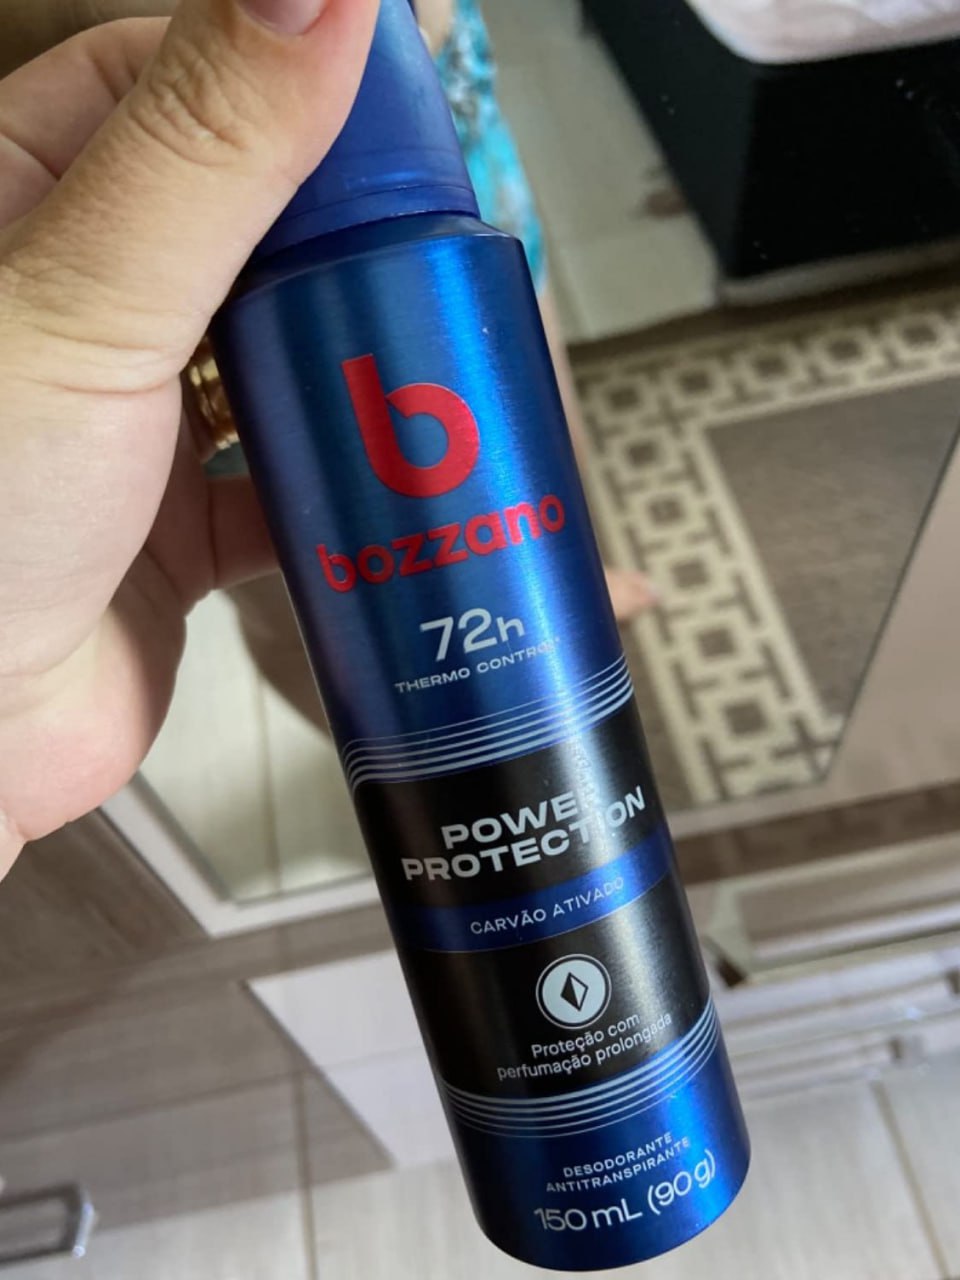 b
bozzano
72h
THERMO CONTROL
POWER
PROTECTION
CARVÃO ATIVADO
Proteção com
perfumação prolongada
DESODORANTE
ANTITRANSPIRANTE
150 mL (90 g)